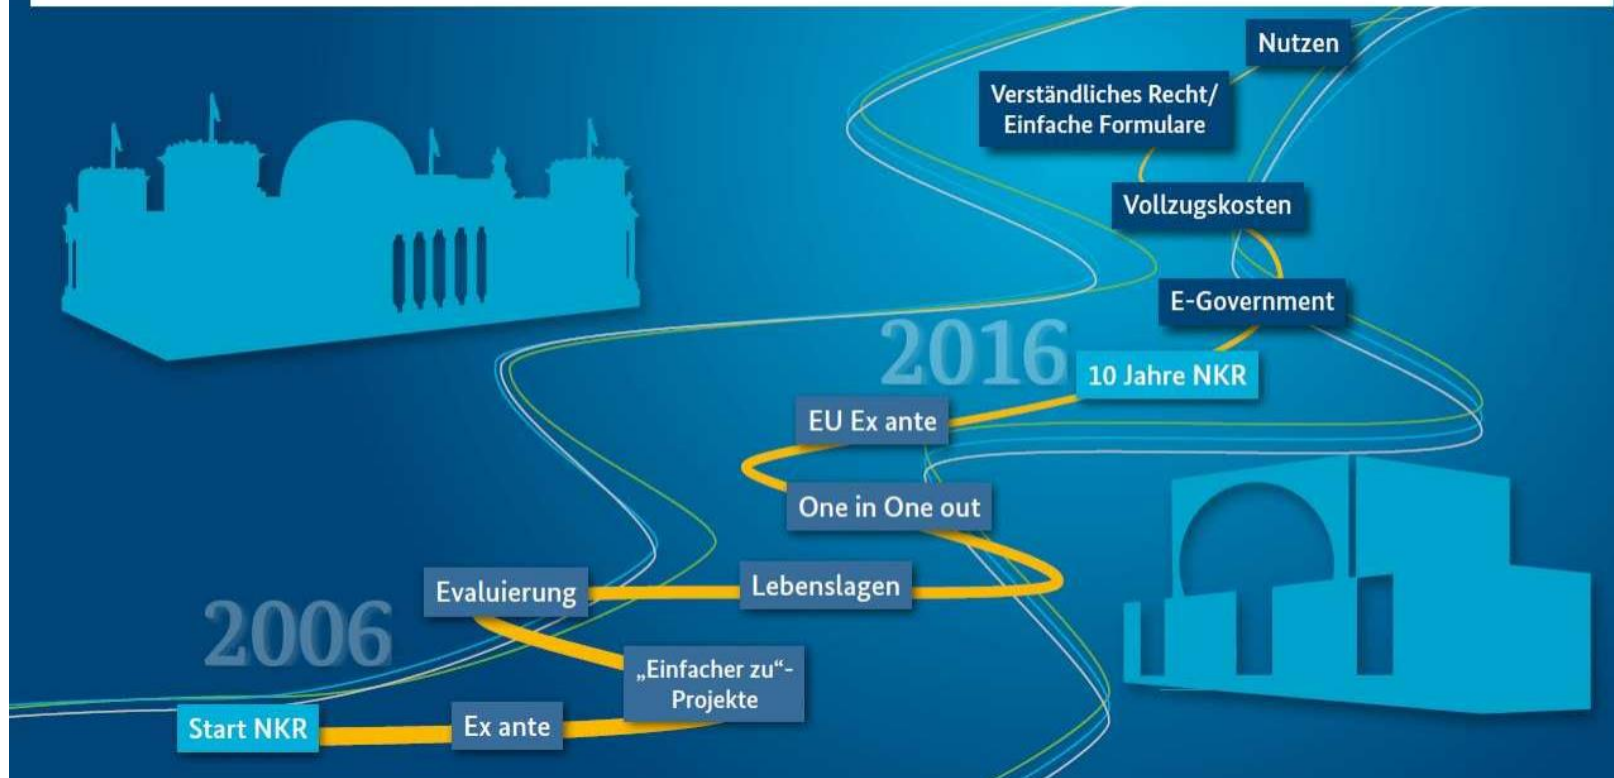 Nutzen
Verständliches Recht/
Einfache Formulare
Vollzugskosten
E-Government
2016
10 Jahre NKR
EU Ex ante
One in One out
Lebenslagen
Evaluierung
2006
„Einfacher zu“-
Projekte
Ex ante
Start NKR